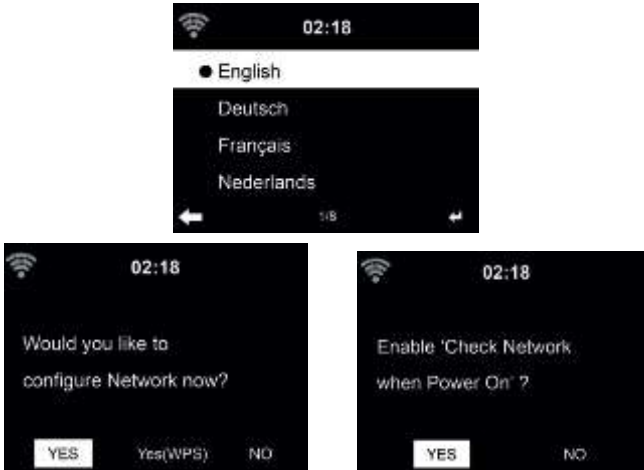 02:18
English
Deutsch
Français
Nederlands
1/8
02:18
Would you like to
configure Network now?
YES Yes(WPS) NO
02:18
Enable 'Check Network
when Power On' ?
YES NO